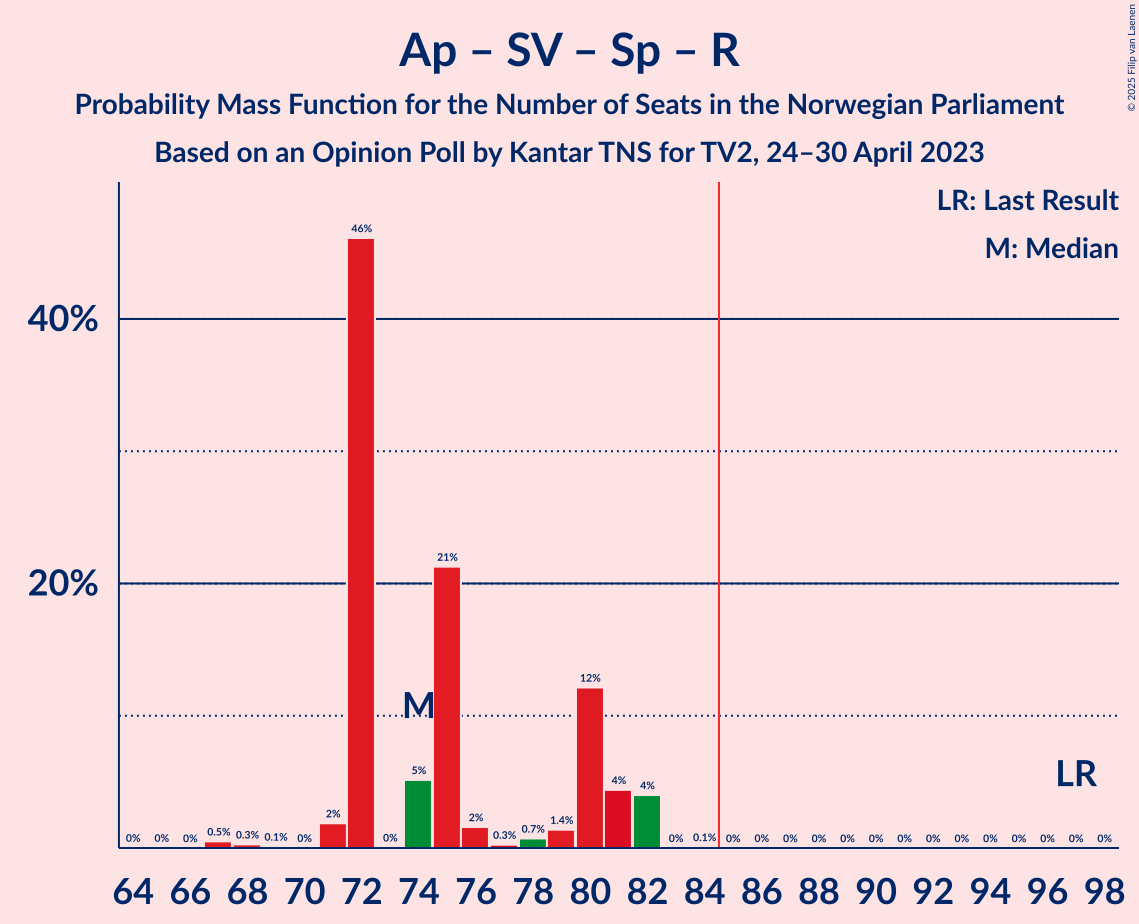 Ap – SV – Sp – R
Probability Mass Function for the Number of Seats in the Norwegian Parliament
Based on an Opinion Poll by Kantar TNS for TV2, 24–30 April 2023
© 2025 Filip van Laenen
LR: Last Result
M: Median
40%
20%
46%
21%
12%
M
LR
0% 0% 0% 0.5% 0.3% 0.1% 0% 2% 0% 5% 2% 0.3% 0.7% 1.4% 4% 4% 0% 0.1% 0% 0% 0% 0% 0% 0% 0% 0% 0% 0% 0% 0% 0% 0%
64 66 68 70 72 74 76 78 80 82 84 86 88 90 92 94 96 98